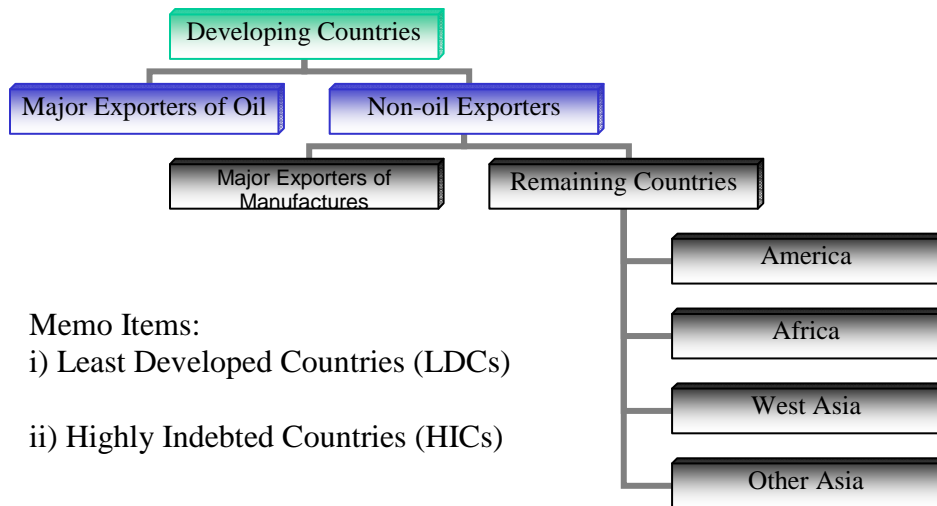 Developing Countries
Major Exporters of Oil
Non-oil Exporters
Major Exporters of
Manufactures
Remaining Countries
America
Africa
West Asia
Other Asia
Memo Items:
i) Least Developed Countries (LDCs)
ii) Highly Indebted Countries (HICs)